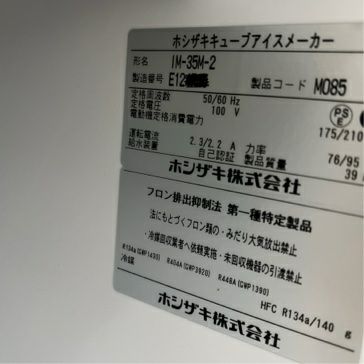 ホシザキキューブアイスメーカー
形名 IM-35M-2
製造番号 E12 製品コード M085
定格周波数 50/60 Hz
定格電圧 100 V
電動機定格消費電力 175/210
運転電流 2.3/2.2 A 力率 76/95
給水装置 自己認証 製品質量 39
ホシザキ株式会社
PS
E
フロン排出抑制法 第一種特定製品
法にもとづくフロン類の・みだり大気放出禁止
・冷媒回収業者へ依頼実施・未回収機器の引渡禁止
R134a(GWP1430) R404A(GWP3920) R448A(GWP1390)
冷媒 HFC R134a/140 g
ホシザキ株式会社